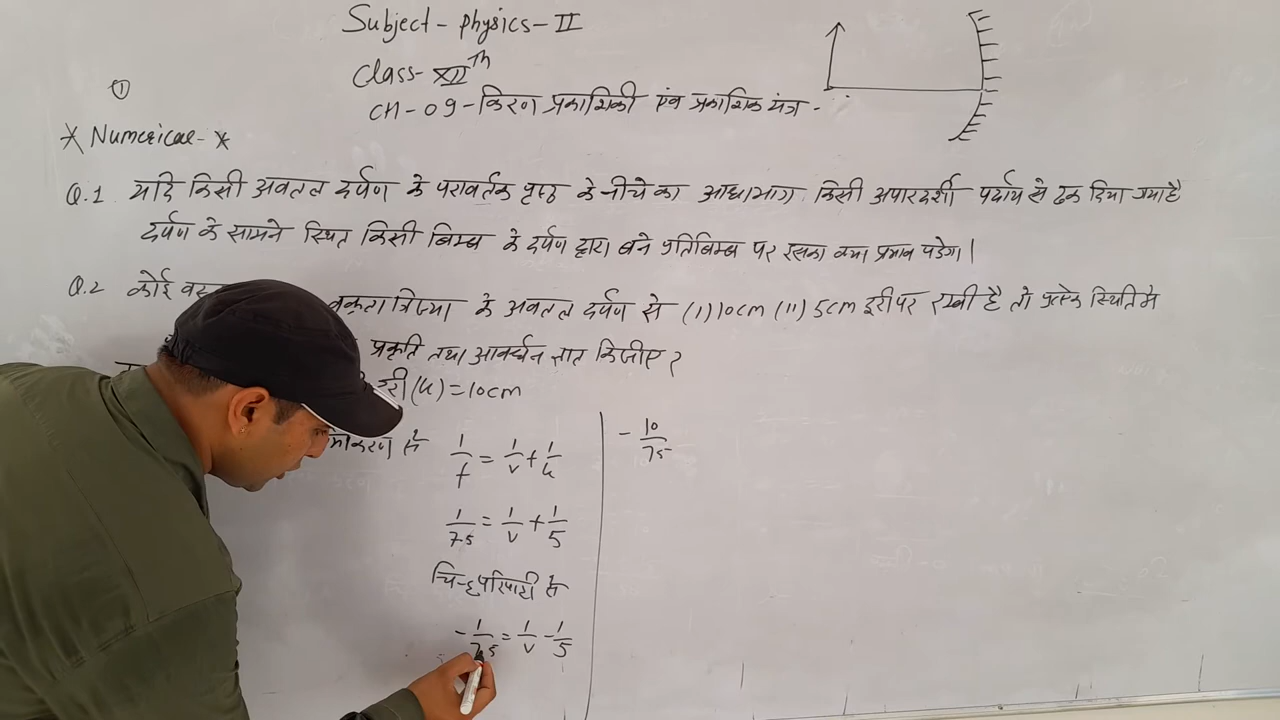 Subject - physics - II
Class - XII Th
①
CH - 09 - किरण प्रकाशिकी एंव प्रकाशिक यंत्र -
* Numerical - *
Q.1 यदि किसी अवतल दर्पण के परावर्तक पृष्ठ के नीचे का आधा भाग किसी अपारदर्शी पदार्थ से ढक दिया गया है
दर्पण के सामने स्थित किसी बिम्ब के दर्पण द्वारा बने प्रतिबिम्ब पर इसका क्या प्रभाव पडेगा।
Q.2 कोई वस् वक्रता त्रिज्या के अवतल दर्पण से (I) 10cm (II) 5cm दूरी पर रखी है तो प्रत्येक स्थिति मे
प्रकृति तथा आवर्धन ज्ञात किजीए ?
दूरी (u) = 10cm
से 1/f = 1/v + 1/u
- 10/75
1/7.5 = 1/v + 1/5
चिन्ह परिपाटी से
- 1/7.5 = 1/v - 1/5